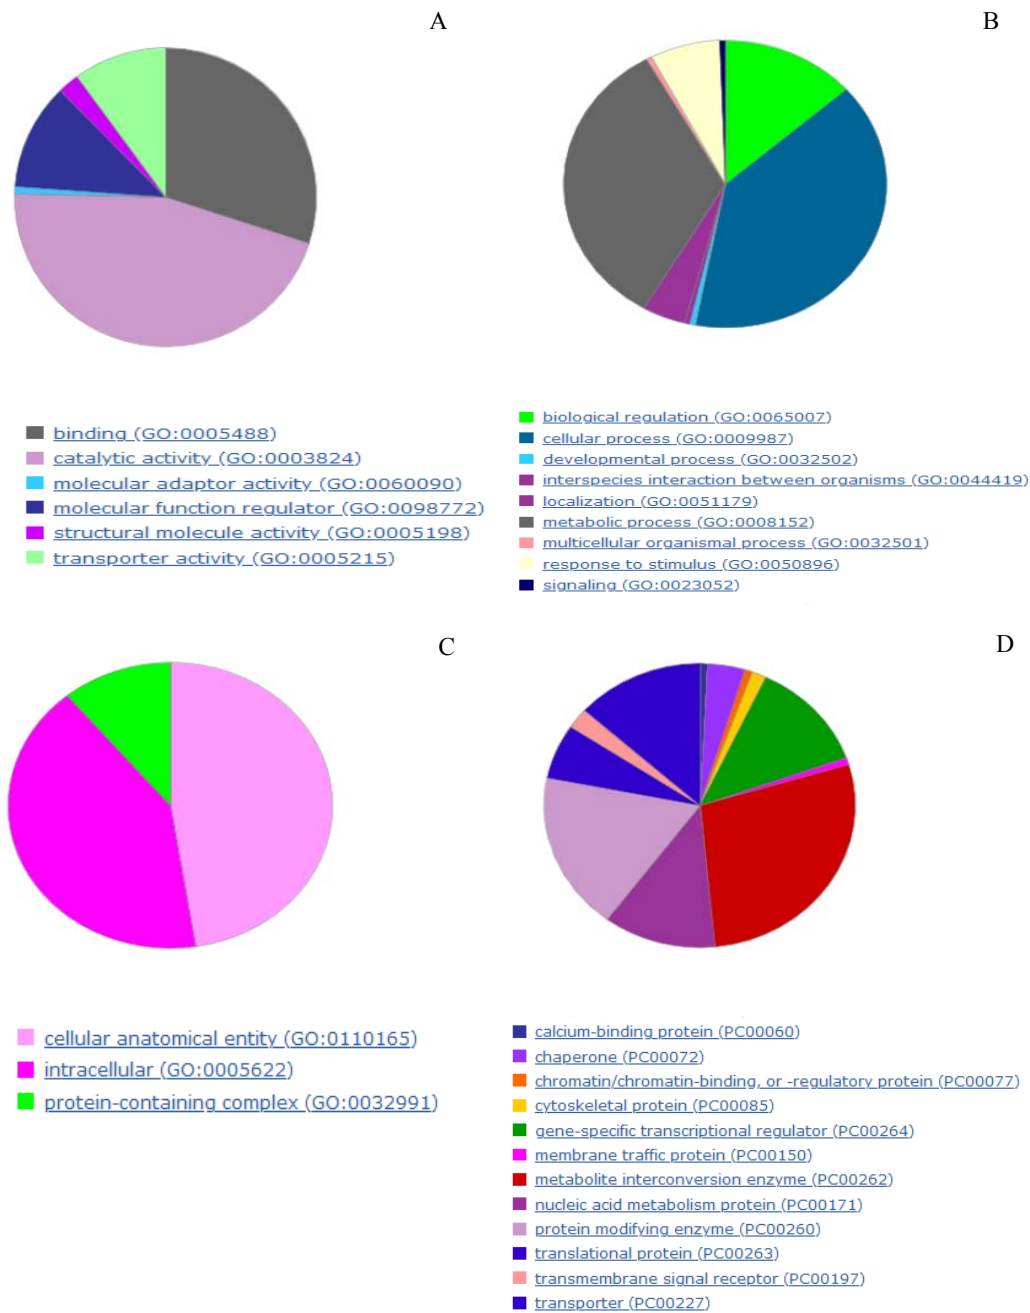 A
B
binding (GO:0005488)
catalytic activity (GO:0003824)
molecular adaptor activity (GO:0060090)
molecular function regulator (GO:0098772)
structural molecule activity (GO:0005198)
transporter activity (GO:0005215)
biological regulation (GO:0065007)
cellular process (GO:0009987)
developmental process (GO:0032502)
interspecies interaction between organisms (GO:0044419)
localization (GO:0051179)
metabolic process (GO:0008152)
multicellular organismal process (GO:0032501)
response to stimulus (GO:0050896)
signaling (GO:0023052)
C
D
cellular anatomical entity (GO:0110165)
intracellular (GO:0005622)
protein-containing complex (GO:0032991)
calcium-binding protein (PC00060)
chaperone (PC00072)
chromatin/chromatin-binding, or -regulatory protein (PC00077)
cytoskeletal protein (PC00085)
gene-specific transcriptional regulator (PC00264)
membrane traffic protein (PC00150)
metabolite interconversion enzyme (PC00262)
nucleic acid metabolism protein (PC00171)
protein modifying enzyme (PC00260)
translational protein (PC00263)
transmembrane signal receptor (PC00197)
transporter (PC00227)